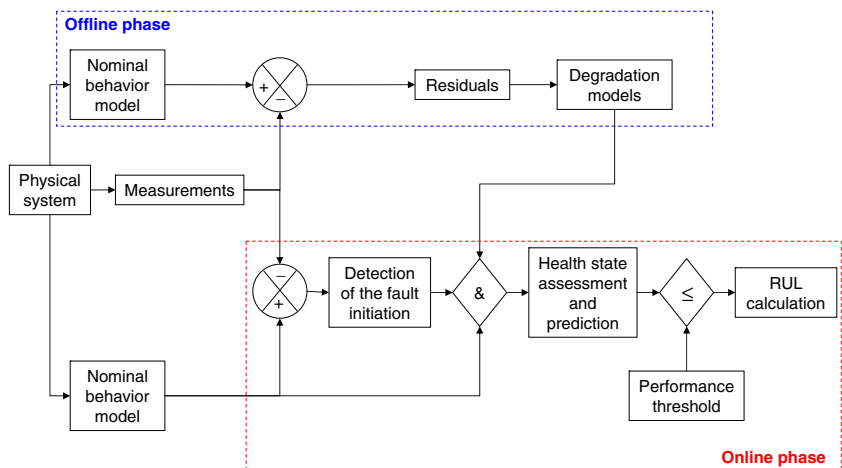 Offline phase
Nominal
behavior
model
+
−
Residuals
Degradation
models
Physical
system
Measurements
−
+
Detection
of the fault
initiation
&
Health state
assessment
and
prediction
≤
RUL
calculation
Nominal
behavior
model
Performance
threshold
Online phase